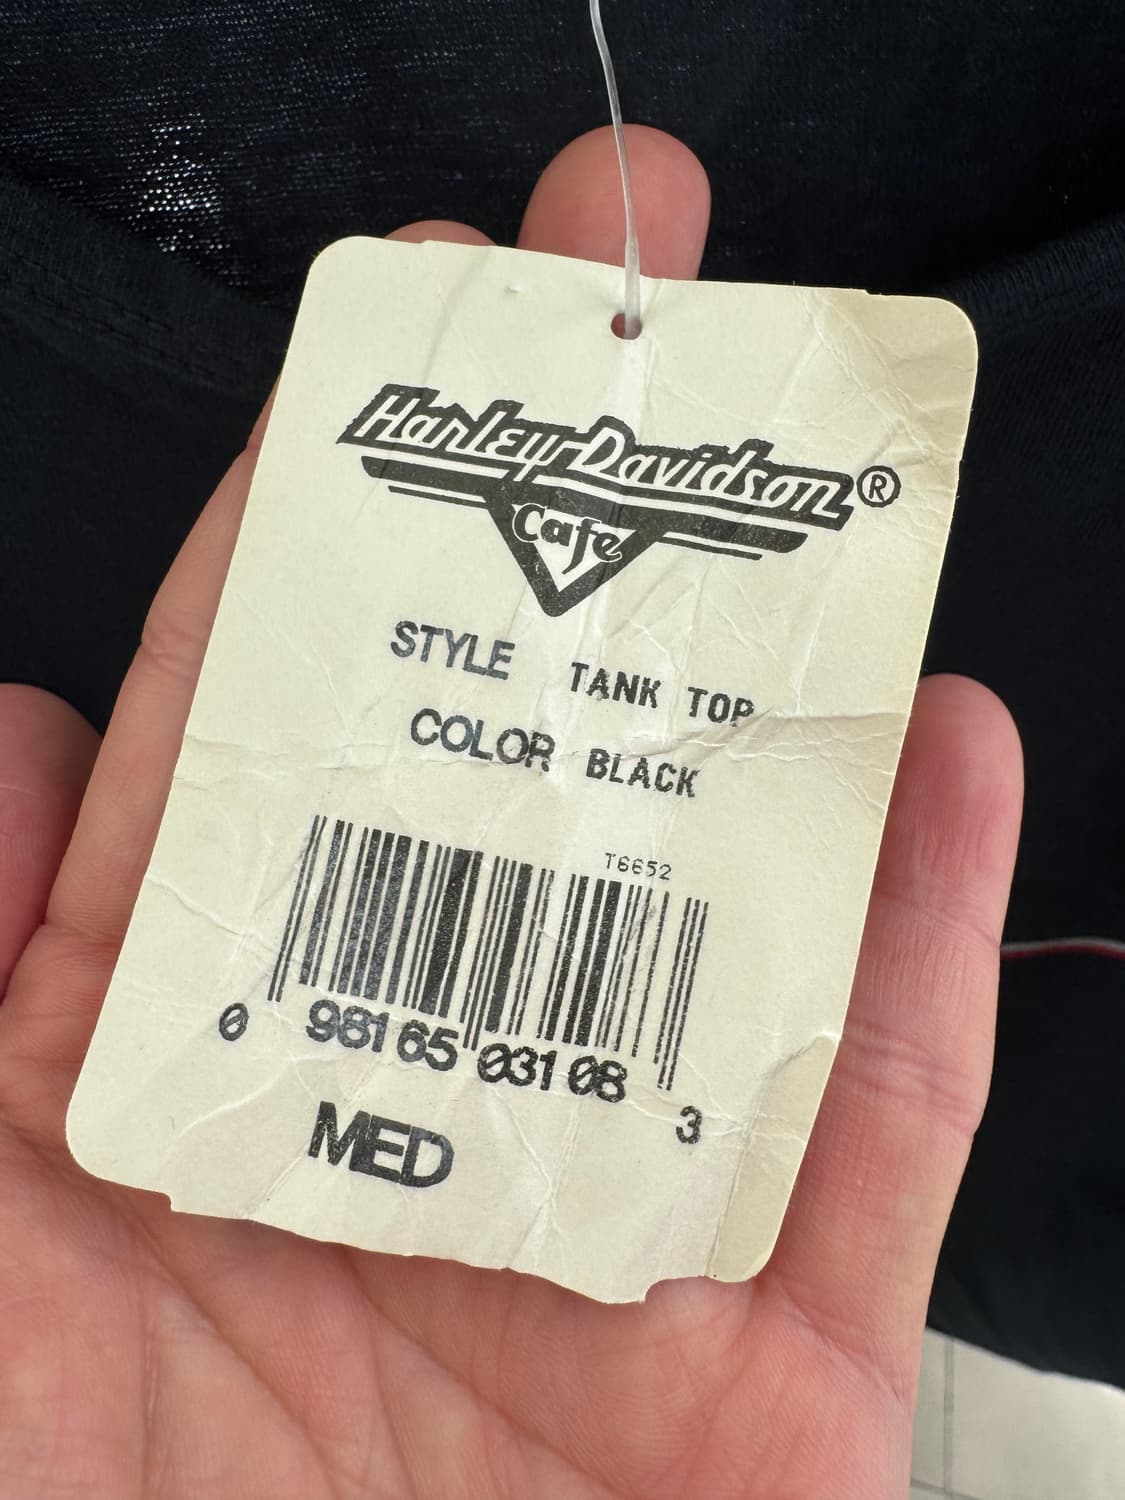 Harley-Davidson ®
Cafe
STYLE TANK TOP
COLOR BLACK
T6652
0 98165 03108 3
MED